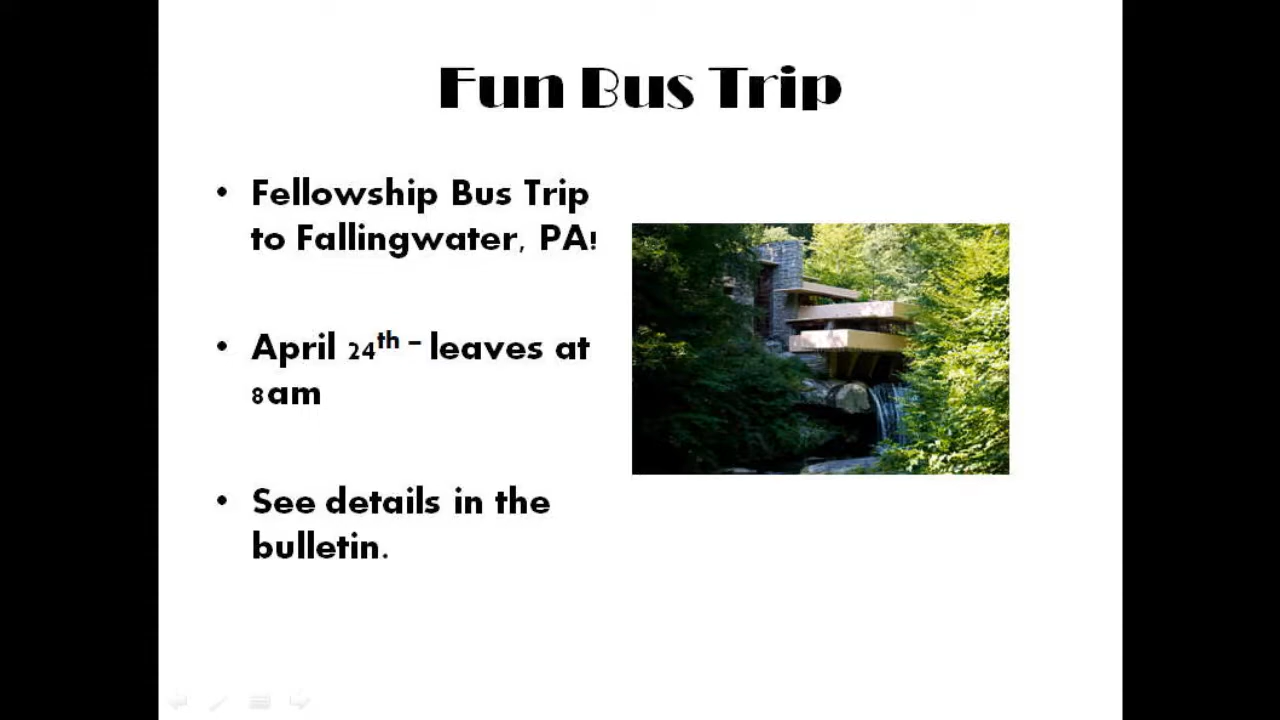 Fun Bus Trip
• Fellowship Bus Trip
to Fallingwater, PA!
• April 24th – leaves at
8am
• See details in the
bulletin.